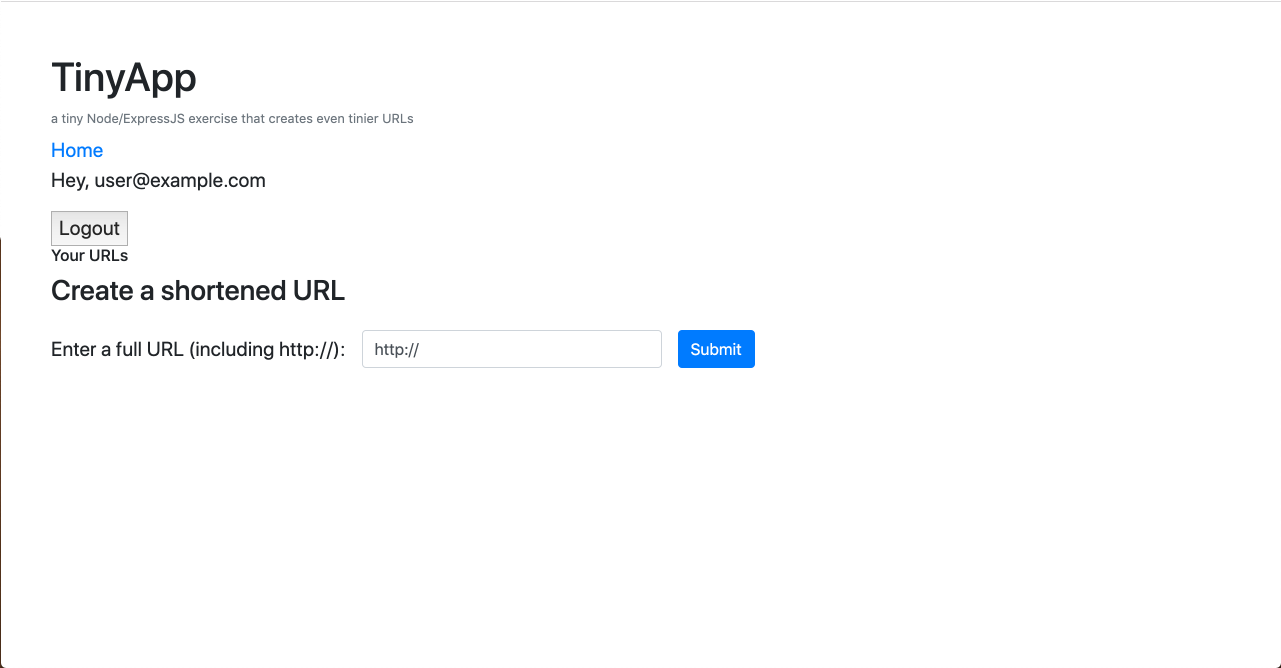 TinyApp
a tiny Node/ExpressJS exercise that creates even tinier URLs
Home
Hey, user@example.com
Logout
Your URLs
Create a shortened URL
Enter a full URL (including http://): http:// Submit